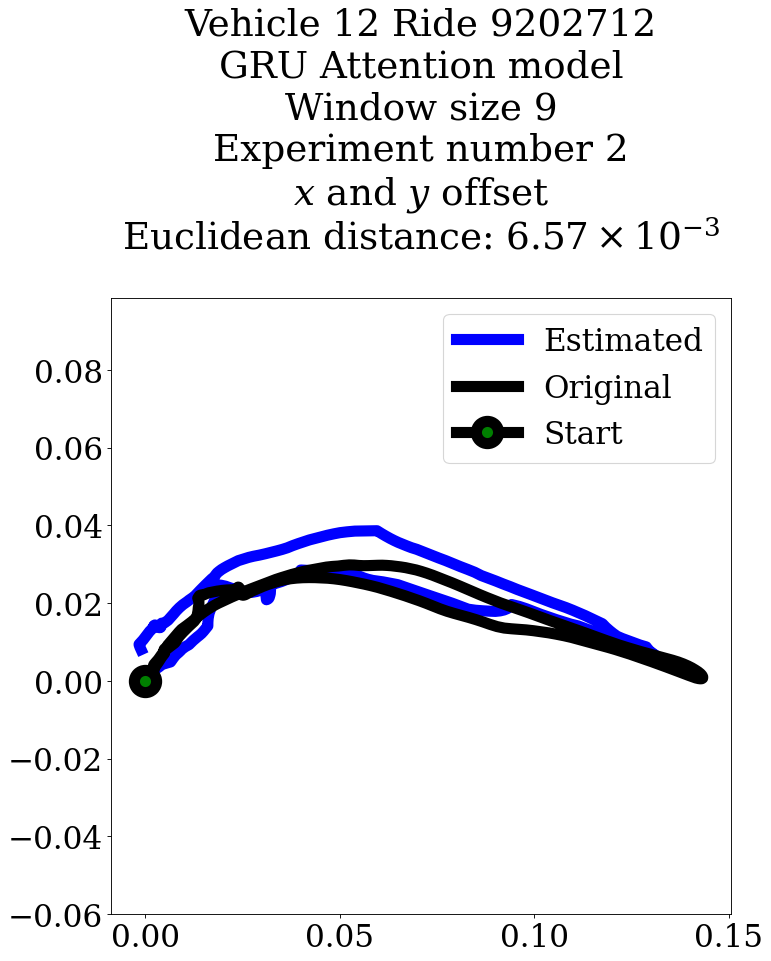 Vehicle 12 Ride 9202712
GRU Attention model
Window size 9
Experiment number 2
x and y offset
Euclidean distance: 6.57 × 10⁻³
Estimated
Original
Start
0.08
0.06
0.04
0.02
0.00
−0.02
−0.04
−0.06
0.00 0.05 0.10 0.15